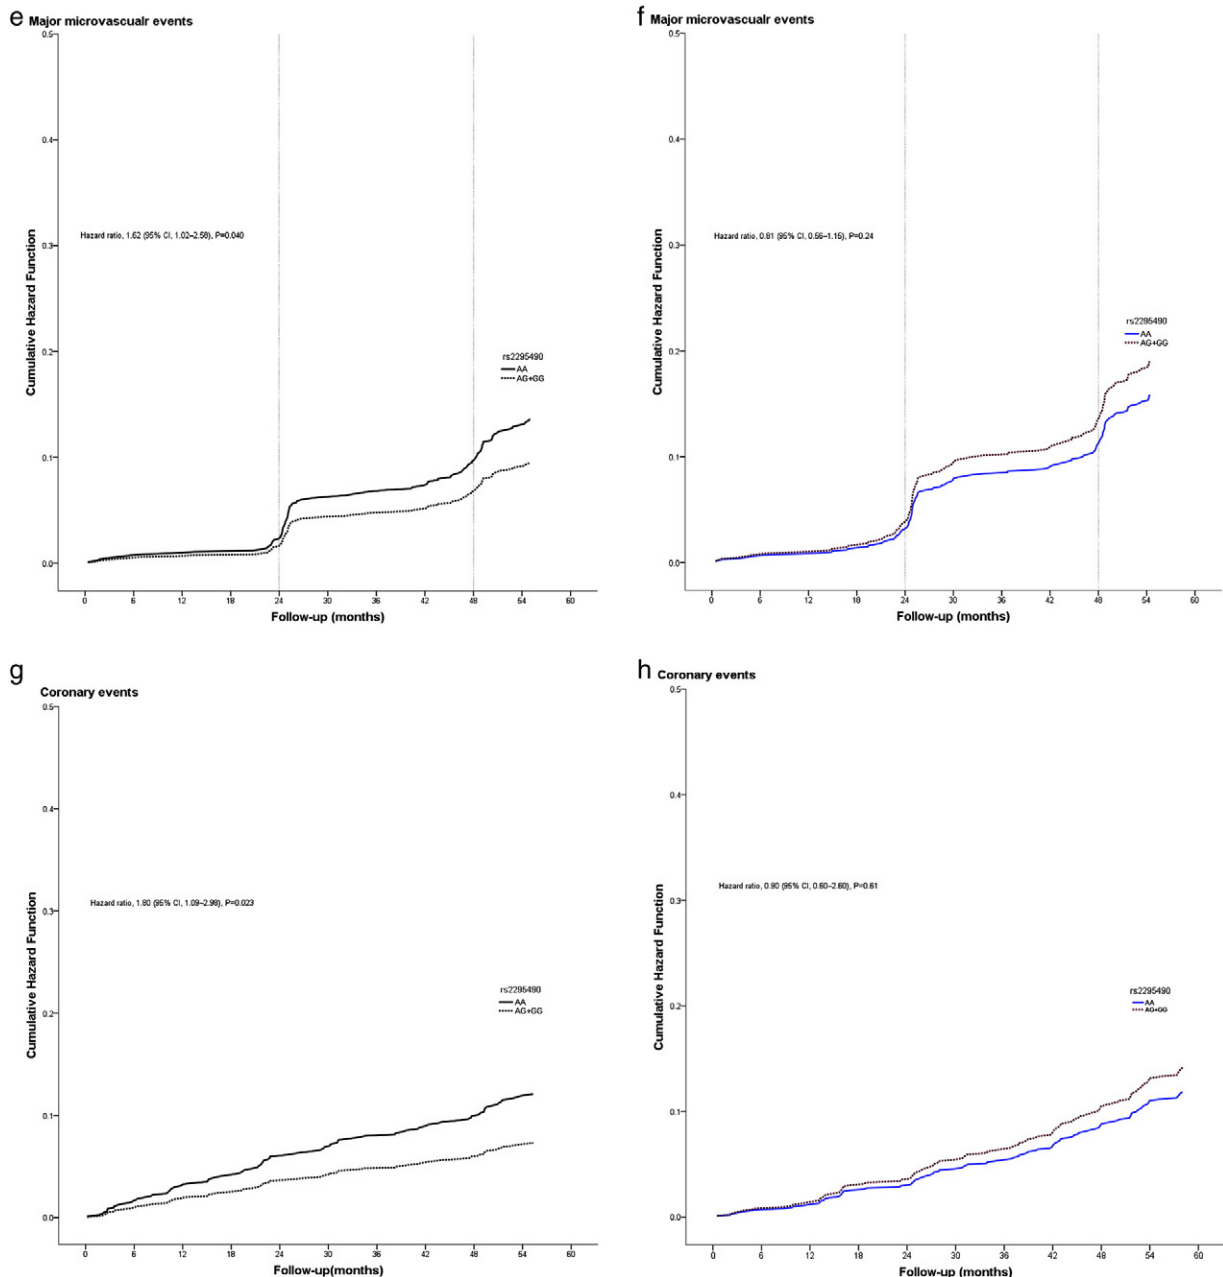 e Major microvascualr events
0.5
0.4
0.3
0.2
0.1
0.0
Cumulative Hazard Function
Hazard ratio, 1.62 (95% CI, 1.02–2.58), P=0.040
rs2295490
AA
AG+GG
0 6 12 18 24 30 36 42 48 54 60
Follow-up (months)
f Major microvascualr events
0.5
0.4
0.3
0.2
0.1
0.0
Cumulative Hazard Function
Hazard ratio, 0.81 (95% CI, 0.56–1.15), P=0.24
rs2295490
AA
AG+GG
0 6 12 18 24 30 36 42 48 54 60
Follow-up (months)
g
Coronary events
0.5
0.4
0.3
0.2
0.1
0.0
Cumulative Hazard Function
Hazard ratio, 1.80 (95% CI, 1.09–2.98), P=0.023
rs2295490
AA
AG+GG
0 6 12 18 24 30 36 42 48 54 60
Follow-up(months)
h Coronary events
0.5
0.4
0.3
0.2
0.1
0.0
Cumulative Hazard Function
Hazard ratio, 0.90 (95% CI, 0.60–2.60), P=0.61
rs2295490
AA
AG+GG
0 6 12 18 24 30 36 42 48 54 60
Follow-up (months)